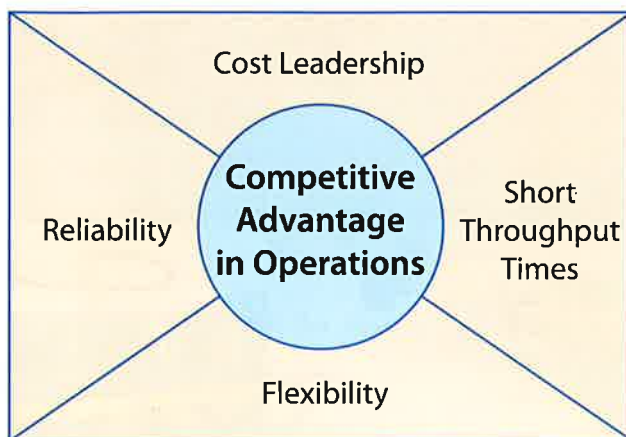 Cost Leadership
Competitive
Advantage
in Operations
Reliability
Short
Throughput
Times
Flexibility